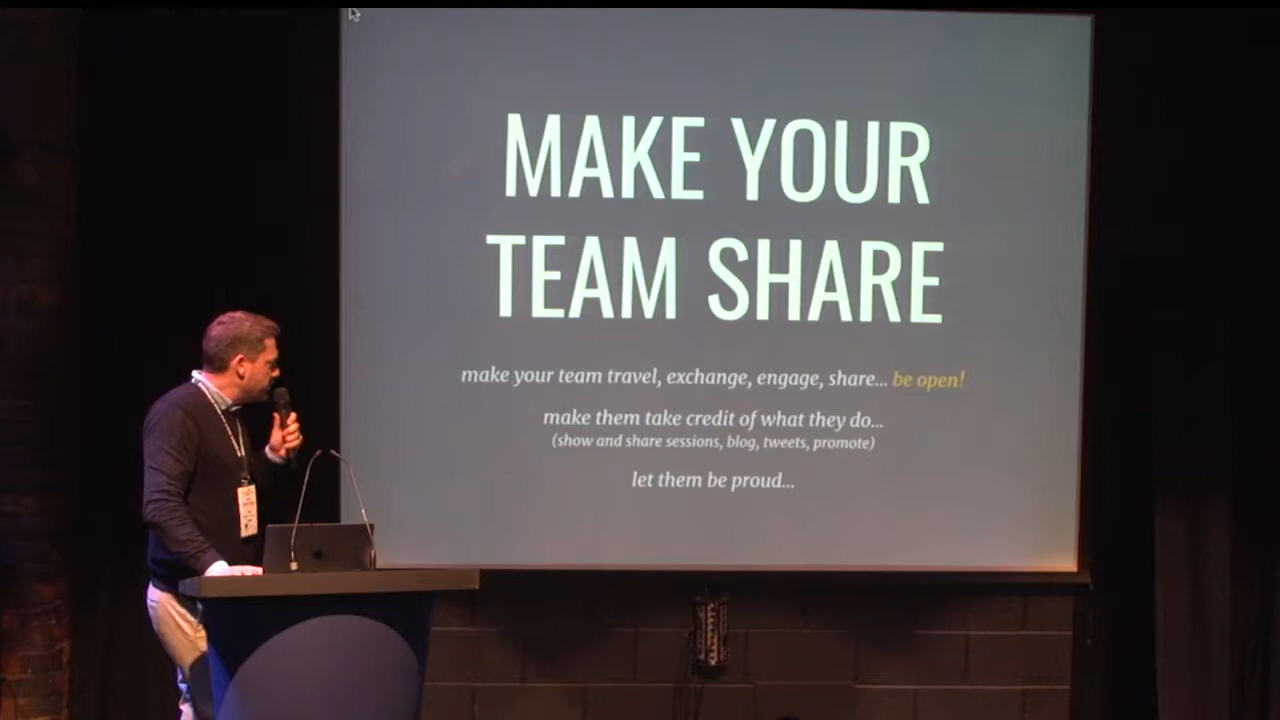 MAKE YOUR
TEAM SHARE
make your team travel, exchange, engage, share... be open!
make them take credit of what they do...
(show and share sessions, blog, tweets, promote)
let them be proud...